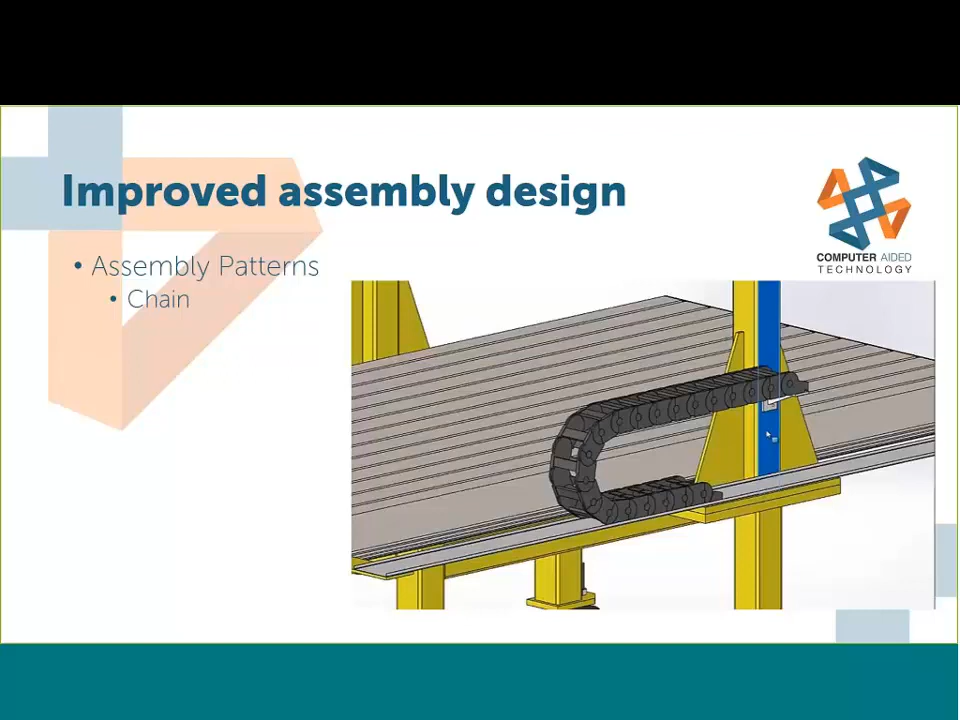 Improved assembly design
• Assembly Patterns
• Chain
COMPUTER AIDED
TECHNOLOGY